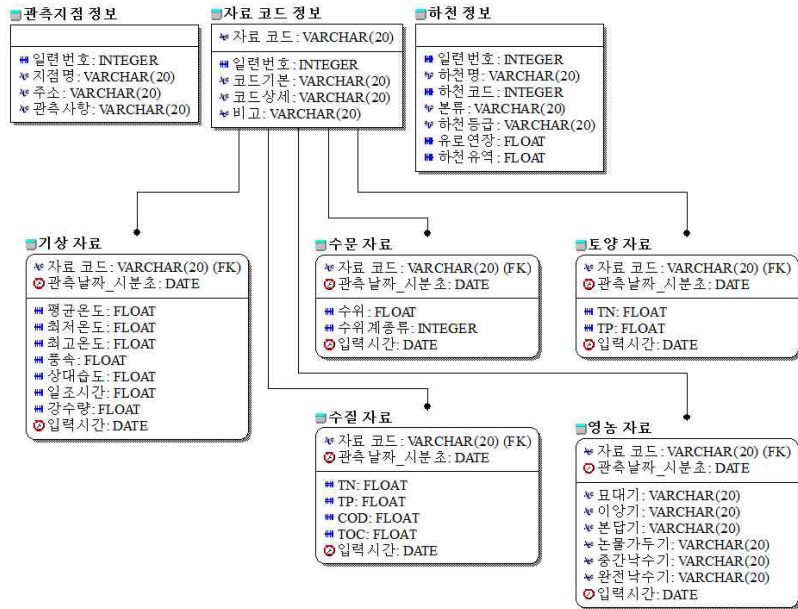 관측지점 정보
일련번호: INTEGER
지점명: VARCHAR(20)
주소: VARCHAR(20)
관측사항: VARCHAR(20)
자료 코드 정보
자료 코드: VARCHAR(20)
일련번호: INTEGER
코드기본: VARCHAR(20)
코드상세: VARCHAR(20)
비고: VARCHAR(20)
하천 정보
일련번호: INTEGER
하천명: VARCHAR(20)
하천코드: INTEGER
본류: VARCHAR(20)
하천등급: VARCHAR(20)
유로연장: FLOAT
하천유역: FLOAT
기상 자료
자료 코드: VARCHAR(20) (FK)
관측날짜_시분초: DATE
평균온도: FLOAT
최저온도: FLOAT
최고온도: FLOAT
풍속: FLOAT
상대습도: FLOAT
일조시간: FLOAT
강수량: FLOAT
입력시간: DATE
수문 자료
자료 코드: VARCHAR(20) (FK)
관측날짜_시분초: DATE
수위: FLOAT
수위계종류: INTEGER
입력시간: DATE
토양 자료
자료 코드: VARCHAR(20) (FK)
관측날짜_시분초: DATE
TN: FLOAT
TP: FLOAT
입력시간: DATE
수질 자료
자료 코드: VARCHAR(20) (FK)
관측날짜_시분초: DATE
TN: FLOAT
TP: FLOAT
COD: FLOAT
TOC: FLOAT
입력시간: DATE
영농 자료
자료 코드: VARCHAR(20) (FK)
관측날짜_시분초: DATE
묘대기: VARCHAR(20)
이앙기: VARCHAR(20)
본답기: VARCHAR(20)
논물가두기: VARCHAR(20)
중간낙수기: VARCHAR(20)
완전낙수기: VARCHAR(20)
입력시간: DATE